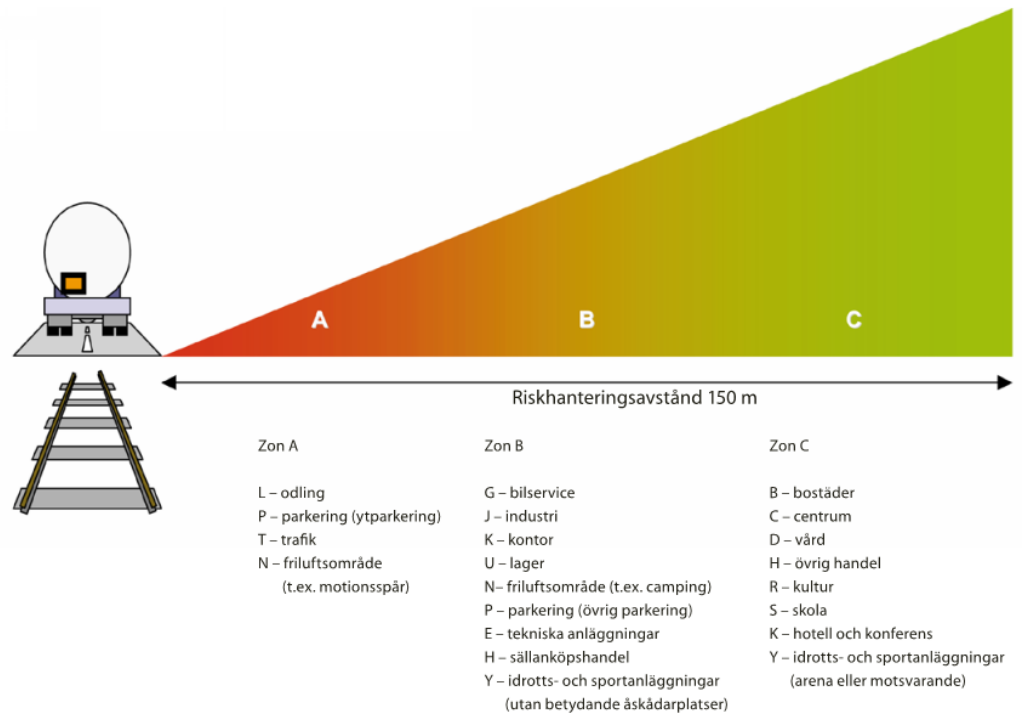 A
B
C
Riskhanteringsavstånd 150 m
Zon A
L – odling
P – parkering (ytparkering)
T – trafik
N – friluftsområde
(t.ex. motionsspår)
Zon B
G – bilservice
J – industri
K – kontor
U – lager
N– friluftsområde (t.ex. camping)
P – parkering (övrig parkering)
E – tekniska anläggningar
H – sällanköpshandel
Y – idrotts- och sportanläggningar
(utan betydande åskådarplatser)
Zon C
B – bostäder
C – centrum
D – vård
H – övrig handel
R – kultur
S – skola
K – hotell och konferens
Y – idrotts- och sportanläggningar
(arena eller motsvarande)